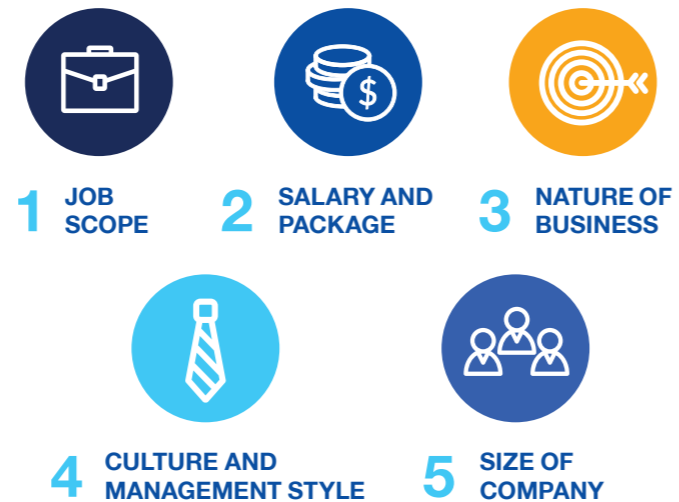 $
1 JOB
SCOPE
2 SALARY AND
PACKAGE
3 NATURE OF
BUSINESS
4 CULTURE AND
MANAGEMENT STYLE
5 SIZE OF
COMPANY